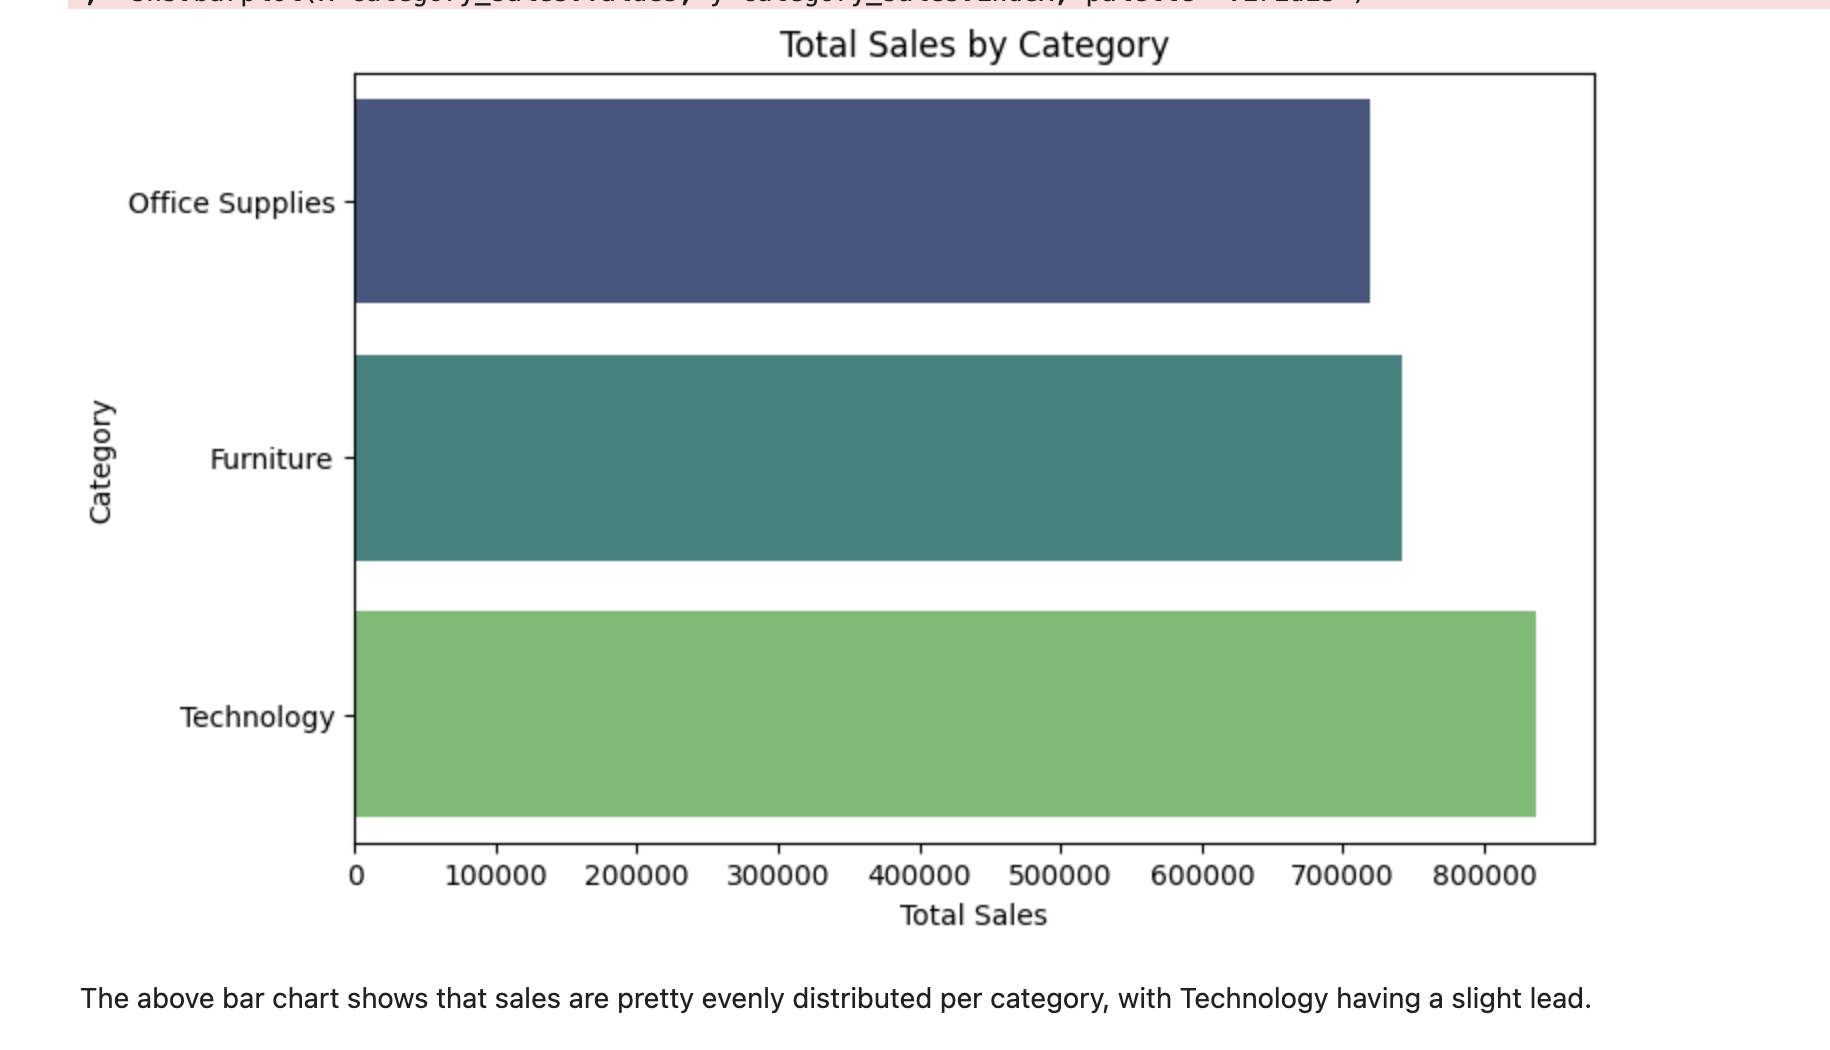 Total Sales by Category
Office Supplies
Furniture
Technology
Category
0 100000 200000 300000 400000 500000 600000 700000 800000
Total Sales
The above bar chart shows that sales are pretty evenly distributed per category, with Technology having a slight lead.